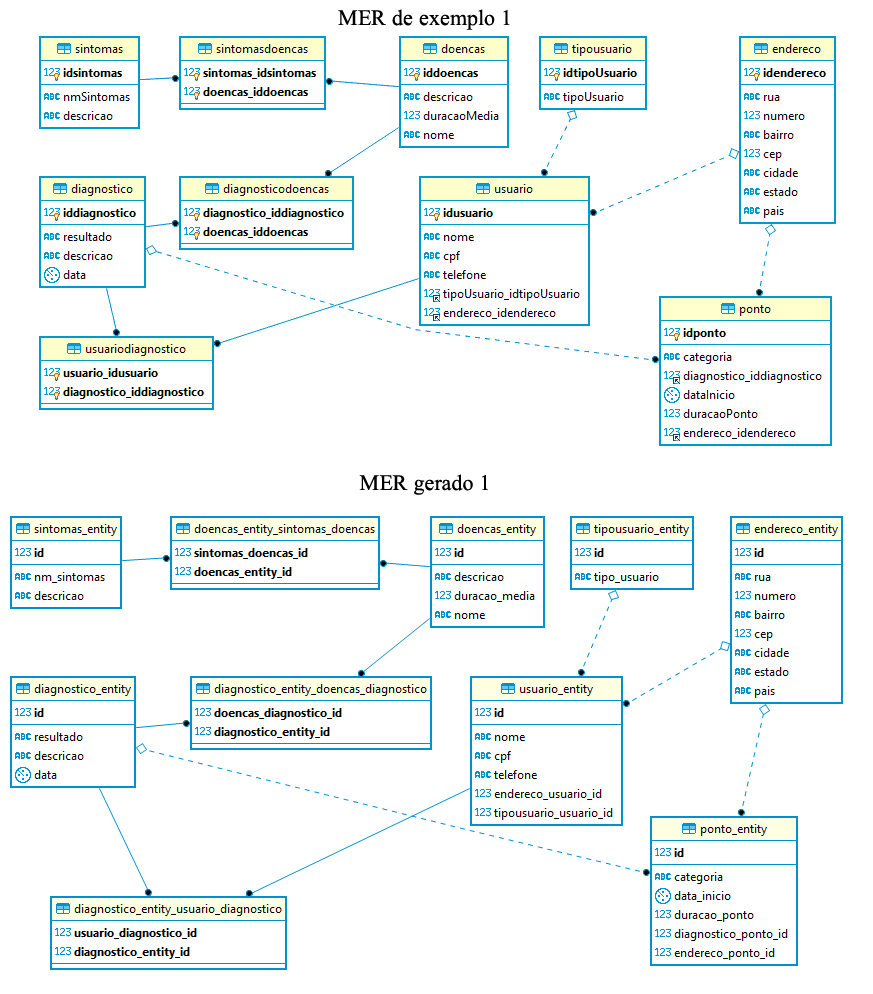 MER de exemplo 1
sintomas
123 idsintomas
ABC nmSintomas
ABC descricao
sintomasdoencas
123 sintomas_idsintomas
123 doencas_iddoencas
doencas
123 iddoencas
ABC descricao
123 duracaoMedia
ABC nome
tipousuario
123 idtipoUsuario
ABC tipoUsuario
endereco
123 idendereco
ABC rua
123 numero
ABC bairro
123 cep
ABC cidade
ABC estado
ABC pais
diagnostico
123 iddiagnostico
ABC resultado
ABC descricao
data
diagnosticodoencas
123 diagnostico_iddiagnostico
123 doencas_iddoencas
usuario
123 idusuario
ABC nome
ABC cpf
ABC telefone
123 tipoUsuario_idtipoUsuario
123 endereco_idendereco
ponto
123 idponto
ABC categoria
123 diagnostico_iddiagnostico
dataInicio
123 duracaoPonto
123 endereco_idendereco
usuariodiagnostico
123 usuario_idusuario
123 diagnostico_iddiagnostico
MER gerado 1
sintomas_entity
123 id
ABC nm_sintomas
ABC descricao
doencas_entity_sintomas_doencas
123 sintomas_doencas_id
123 doencas_entity_id
doencas_entity
123 id
ABC descricao
123 duracao_media
ABC nome
tipousuario_entity
123 id
ABC tipo_usuario
endereco_entity
123 id
ABC rua
123 numero
ABC bairro
123 cep
ABC cidade
ABC estado
ABC pais
diagnostico_entity
123 id
ABC resultado
ABC descricao
data
diagnostico_entity_doencas_diagnostico
123 doencas_diagnostico_id
123 diagnostico_entity_id
usuario_entity
123 id
ABC nome
ABC cpf
ABC telefone
123 endereco_usuario_id
123 tipousuario_usuario_id
ponto_entity
123 id
ABC categoria
data_inicio
123 duracao_ponto
123 diagnostico_ponto_id
123 endereco_ponto_id
diagnostico_entity_usuario_diagnostico
123 usuario_diagnostico_id
123 diagnostico_entity_id